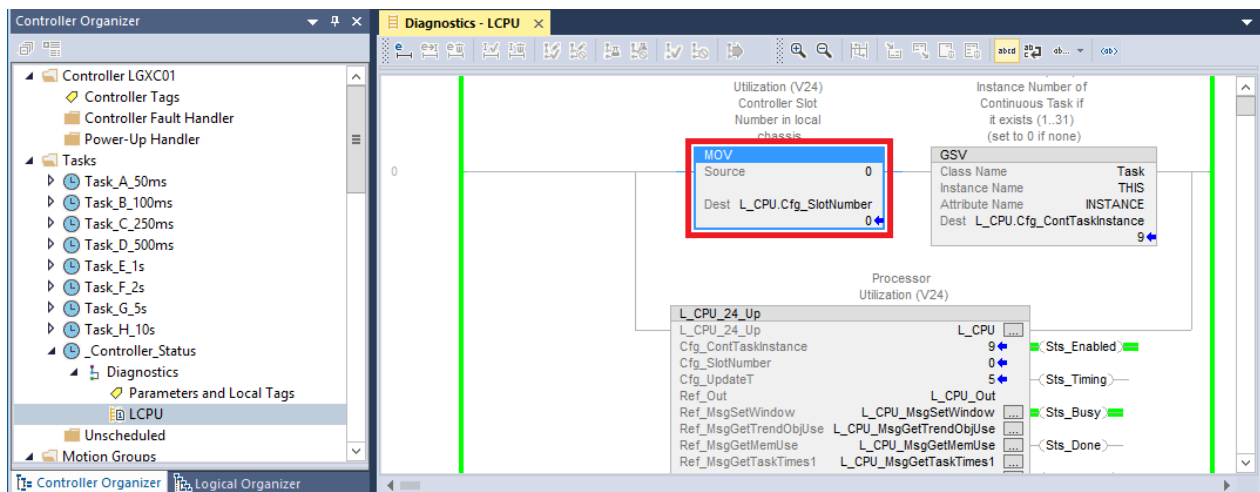 Controller Organizer
Controller LGXC01
Controller Tags
Controller Fault Handler
Power-Up Handler
Tasks
Task_A_50ms
Task_B_100ms
Task_C_250ms
Task_D_500ms
Task_E_1s
Task_F_2s
Task_G_5s
Task_H_10s
_Controller_Status
Diagnostics
Parameters and Local Tags
LCPU
Unscheduled
Motion Groups
Controller Organizer
Logical Organizer
Diagnostics - LCPU
abcd
ab
ab...
<ab>
Utilization (V24)
Controller Slot
Number in local
chassis
Instance Number of
Continuous Task if
it exists (1..31)
(set to 0 if none)
0
MOV
Source 0
Dest L_CPU.Cfg_SlotNumber
0
GSV
Class Name Task
Instance Name THIS
Attribute Name INSTANCE
Dest L_CPU.Cfg_ContTaskInstance
9
Processor
Utilization (V24)
L_CPU_24_Up
L_CPU_24_Up L_CPU ...
Cfg_ContTaskInstance 9
Cfg_SlotNumber 0
Cfg_UpdateT 5
Ref_Out L_CPU_Out
Ref_MsgSetWindow L_CPU_MsgSetWindow ...
Ref_MsgGetTrendObjUse L_CPU_MsgGetTrendObjUse ...
Ref_MsgGetMemUse L_CPU_MsgGetMemUse ...
Ref_MsgGetTaskTimes1 L_CPU_MsgGetTaskTimes1 ...
Sts_Enabled
Sts_Timing
Sts_Busy
Sts_Done